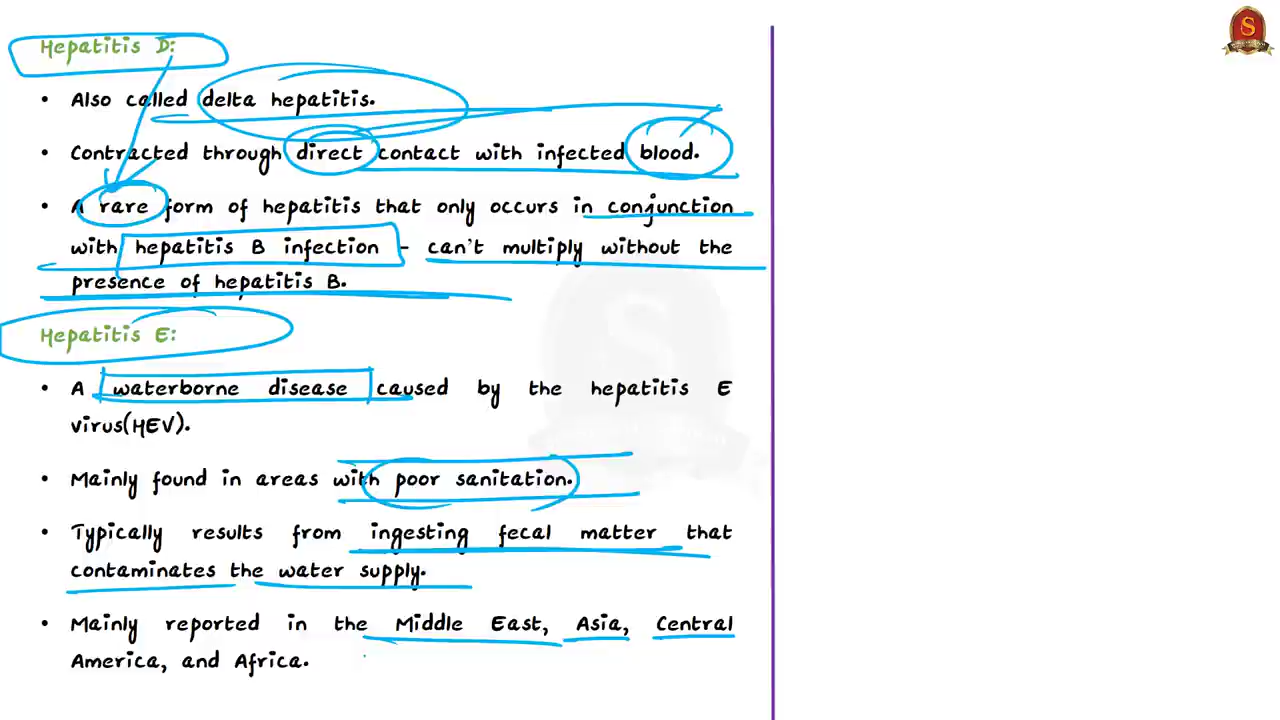 Hepatitis D:
• Also called delta hepatitis.
• Contracted through direct contact with infected blood.
• A rare form of hepatitis that only occurs in conjunction
with hepatitis B infection - can't multiply without the
presence of hepatitis B.
Hepatitis E:
• A waterborne disease caused by the hepatitis E
virus(HEV).
• Mainly found in areas with poor sanitation.
• Typically results from ingesting fecal matter that
contaminates the water supply.
• Mainly reported in the Middle East, Asia, Central
America, and Africa.
S
S